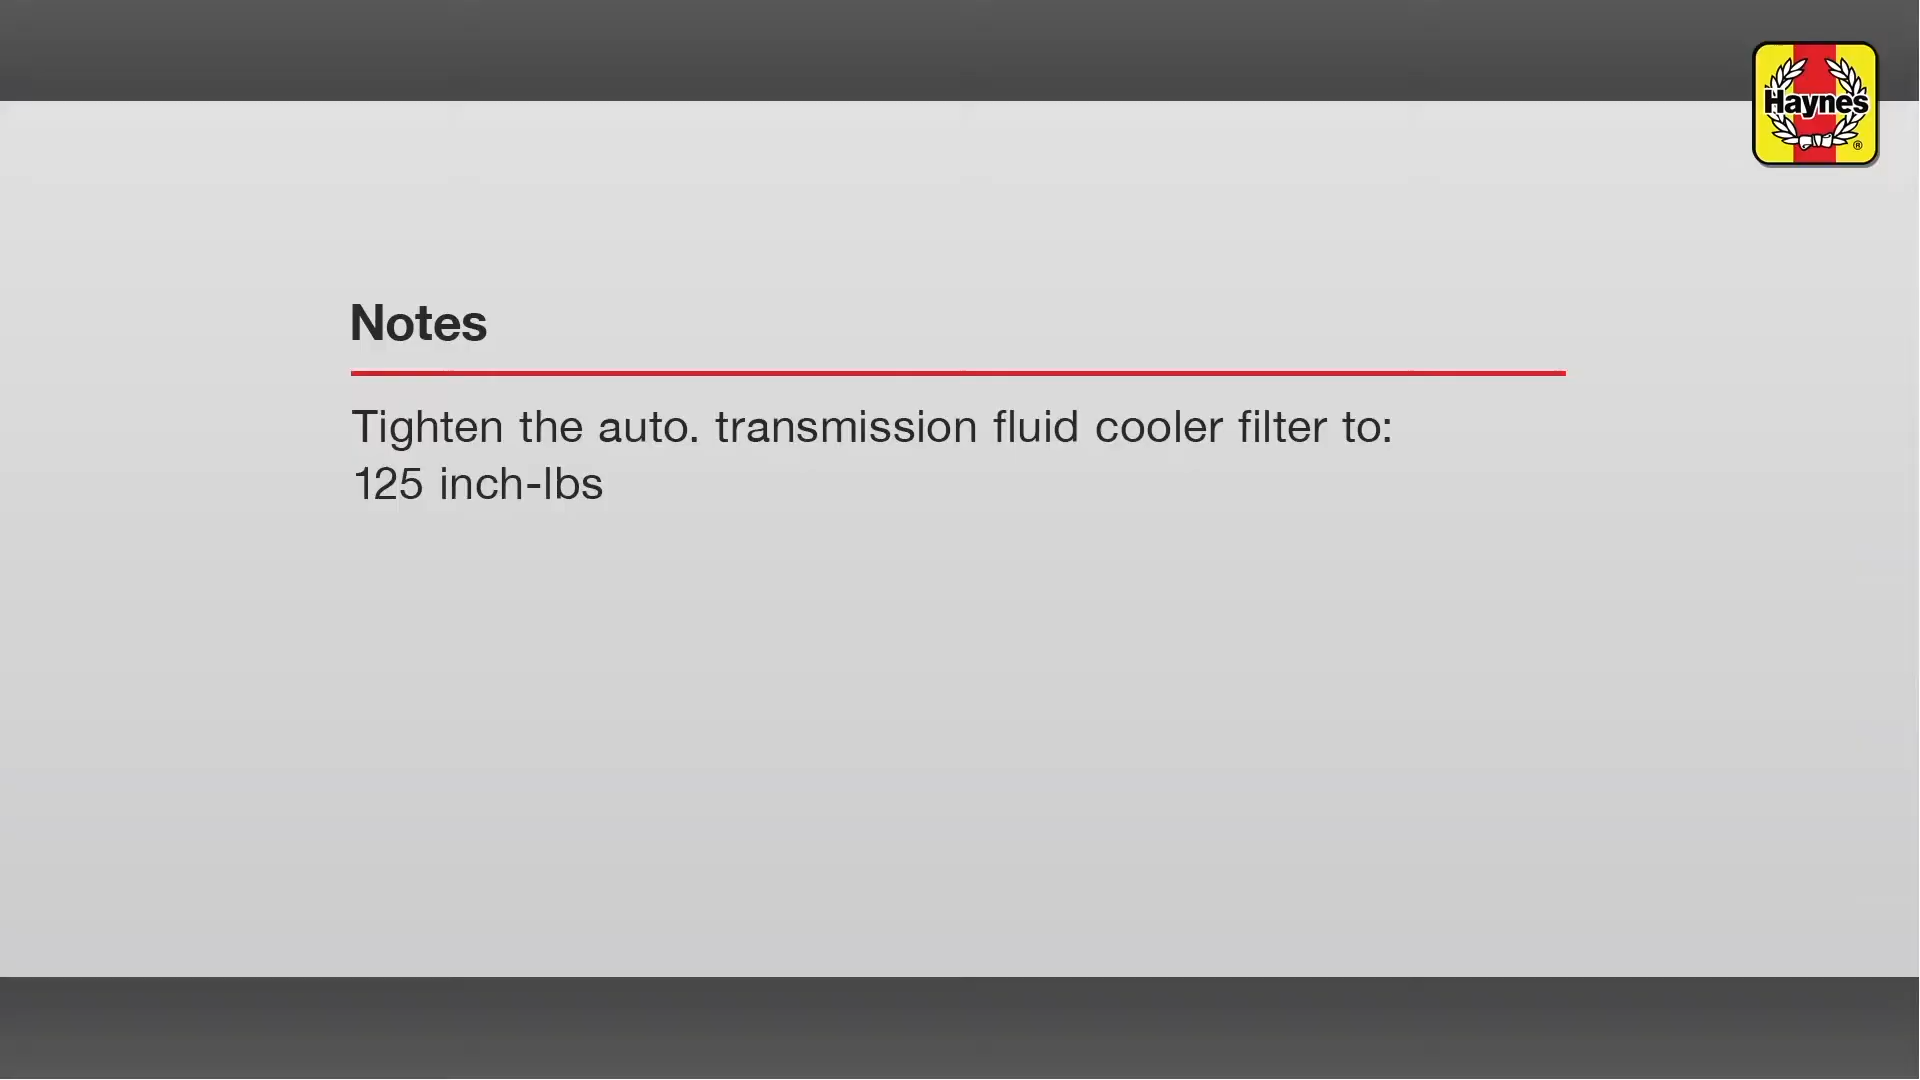 Haynes
®
Notes
Tighten the auto. transmission fluid cooler filter to:
125 inch-lbs